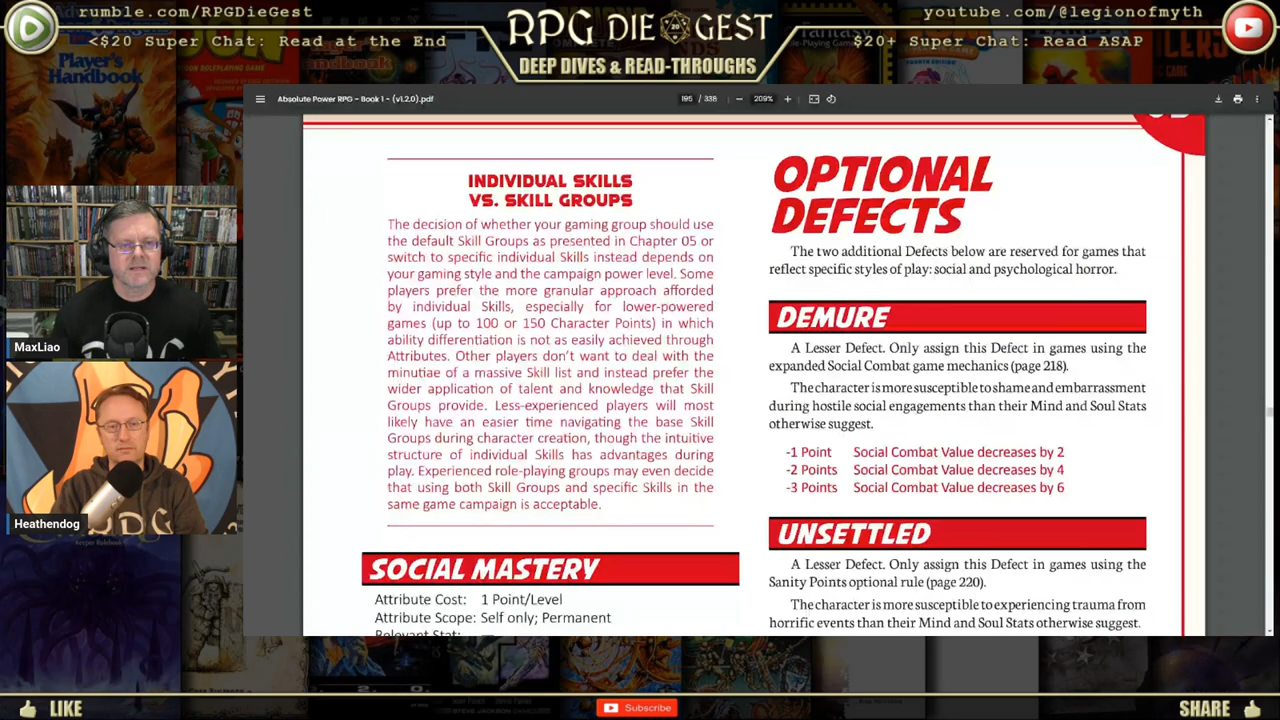 rumble.com/RPGDieGest
<$20 Super Chat: Read at the End
RPG DIE GEST
DEEP DIVES & READ-THROUGHS
youtube.com/@legionofmyth
$20+ Super Chat: Read ASAP
Player's
Handbook
Absolute Power RPG - Book 1 - (v1.2.0).pdf
195 / 338
209%
INDIVIDUAL SKILLS
VS. SKILL GROUPS
The decision of whether your gaming group should use
the default Skill Groups as presented in Chapter 05 or
switch to specific individual Skills instead depends on
your gaming style and the campaign power level. Some
players prefer the more granular approach afforded
by individual Skills, especially for lower-powered
games (up to 100 or 150 Character Points) in which
ability differentiation is not as easily achieved through
Attributes. Other players don't want to deal with the
minutiae of a massive Skill list and instead prefer the
wider application of talent and knowledge that Skill
Groups provide. Less-experienced players will most
likely have an easier time navigating the base Skill
Groups during character creation, though the intuitive
structure of individual Skills has advantages during
play. Experienced role-playing groups may even decide
that using both Skill Groups and specific Skills in the
same game campaign is acceptable.
SOCIAL MASTERY
Attribute Cost: 1 Point/Level
Attribute Scope: Self only; Permanent
Relevant Stat:
OPTIONAL
DEFECTS
The two additional Defects below are reserved for games that
reflect specific styles of play: social and psychological horror.
DEMURE
A Lesser Defect. Only assign this Defect in games using the
expanded Social Combat game mechanics (page 218).
The character is more susceptible to shame and embarrassment
during hostile social engagements than their Mind and Soul Stats
otherwise suggest.
-1 Point Social Combat Value decreases by 2
-2 Points Social Combat Value decreases by 4
-3 Points Social Combat Value decreases by 6
UNSETTLED
A Lesser Defect. Only assign this Defect in games using the
Sanity Points optional rule (page 220).
The character is more susceptible to experiencing trauma from
horrific events than their Mind and Soul Stats otherwise suggest.
MaxLiao
Heathendog
LIKE
Subscribe
SHARE